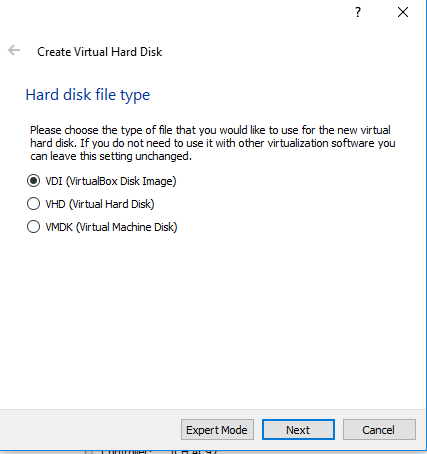 ?
Create Virtual Hard Disk
Hard disk file type
Please choose the type of file that you would like to use for the new virtual
hard disk. If you do not need to use it with other virtualization software you
can leave this setting unchanged.
VDI (VirtualBox Disk Image)
VHD (Virtual Hard Disk)
VMDK (Virtual Machine Disk)
Expert Mode Next Cancel
Controller: ICH AC97